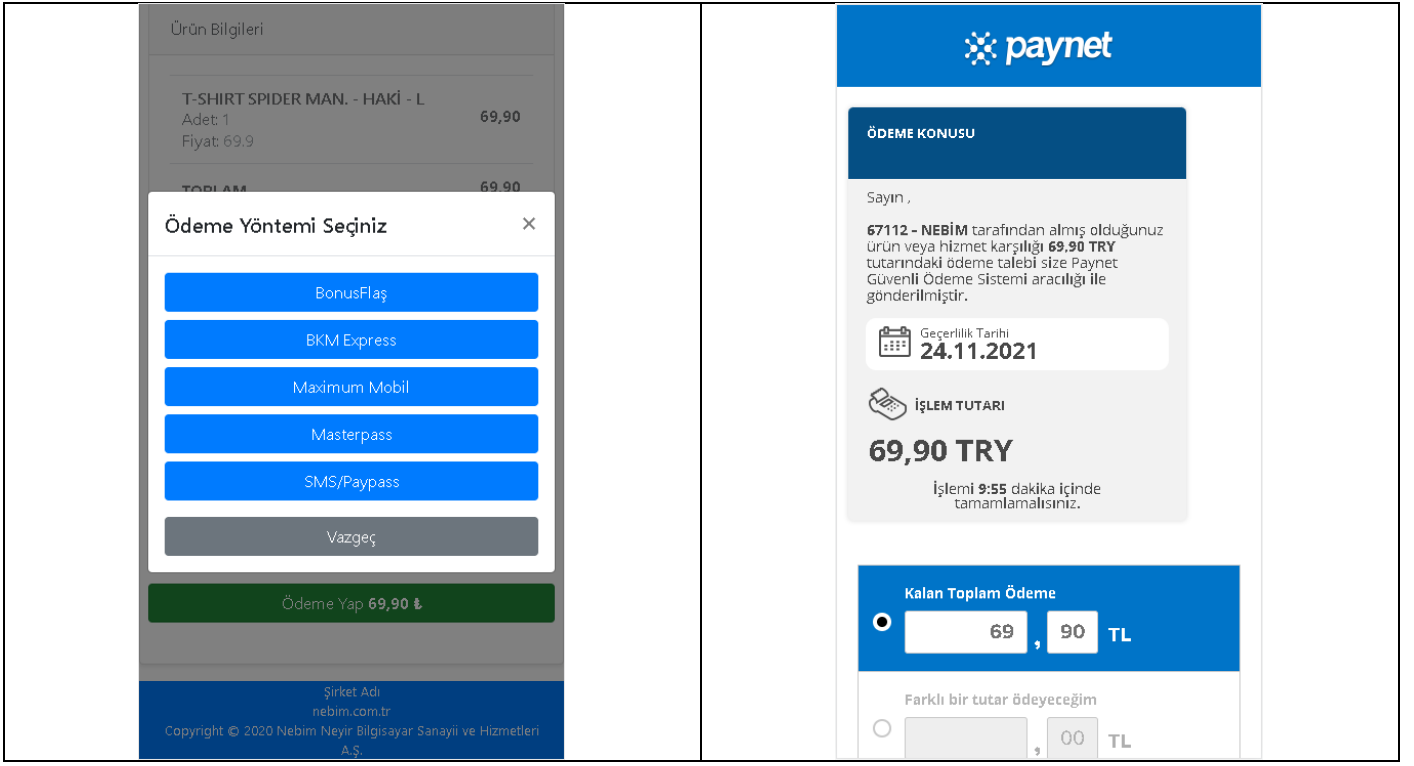 Ürün Bilgileri
T-SHIRT SPIDER MAN. - HAKİ - L
69,90
Adet: 1
Fiyat: 69.9
TOPLAM
69,90
Ödeme Yöntemi Seçiniz
×
BonusFlaş
BKM Express
Maximum Mobil
Masterpass
SMS/Paypass
Vazgeç
Ödeme Yap 69,90 ₺
Şirket Adı
nebim.com.tr
Copyright © 2020 Nebim Neyir Bilgisayar Sanayii ve Hizmetleri
A.Ş.
paynet
ÖDEME KONUSU
Sayın ,
67112 - NEBİM tarafından almış olduğunuz
ürün veya hizmet karşılığı 69,90 TRY
tutarındaki ödeme talebi size Paynet
Güvenli Ödeme Sistemi aracılığı ile
gönderilmiştir.
Geçerlilik Tarihi
24.11.2021
İŞLEM TUTARI
69,90 TRY
İşlemi 9:55 dakika içinde
tamamlamalısınız.
Kalan Toplam Ödeme
69 , 90 TL
Farklı bir tutar ödeyeceğim
, 00 TL